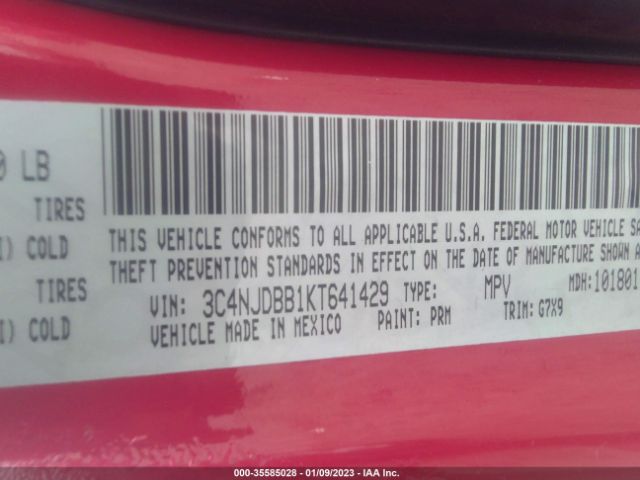 0 LB
TIRES
) COLD
TIRES
I) COLD
THIS VEHICLE CONFORMS TO ALL APPLICABLE U.S.A. FEDERAL MOTOR VEHICLE SA
THEFT PREVENTION STANDARDS IN EFFECT ON THE DATE OF MANUFACTURE SHOWN A
VIN: 3C4NJDBB1KT641429 TYPE: MPV MDH:101801
VEHICLE MADE IN MEXICO PAINT: PRM TRIM: G7X9
000-35585028 - 01/09/2023 - IAA Inc.